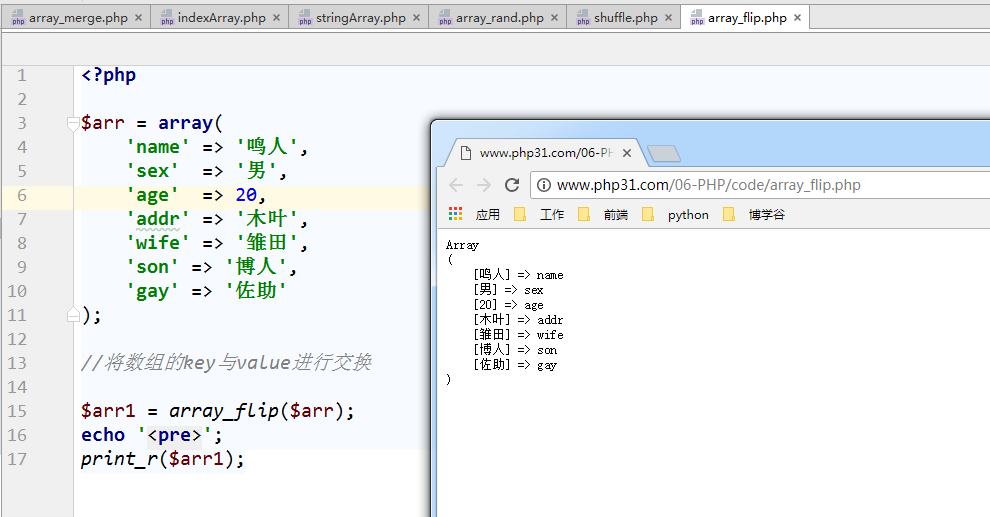 array_merge.php × indexArray.php × stringArray.php × array_rand.php × shuffle.php × array_flip.php ×
1 <?php
2
3 $arr = array(
4 'name' => '鸣人',
5 'sex' => '男',
6 'age' => 20,
7 'addr' => '木叶',
8 'wife' => '雏田',
9 'son' => '博人',
10 'gay' => '佐助'
11 );
12
13 //将数组的key与value进行交换
14
15 $arr1 = array_flip($arr);
16 echo '<pre>';
17 print_r($arr1);
www.php31.com/06-PH ×
www.php31.com/06-PHP/code/array_flip.php
应用 工作 前端 python 博学谷
Array
(
[鸣人] => name
[男] => sex
[20] => age
[木叶] => addr
[雏田] => wife
[博人] => son
[佐助] => gay
)